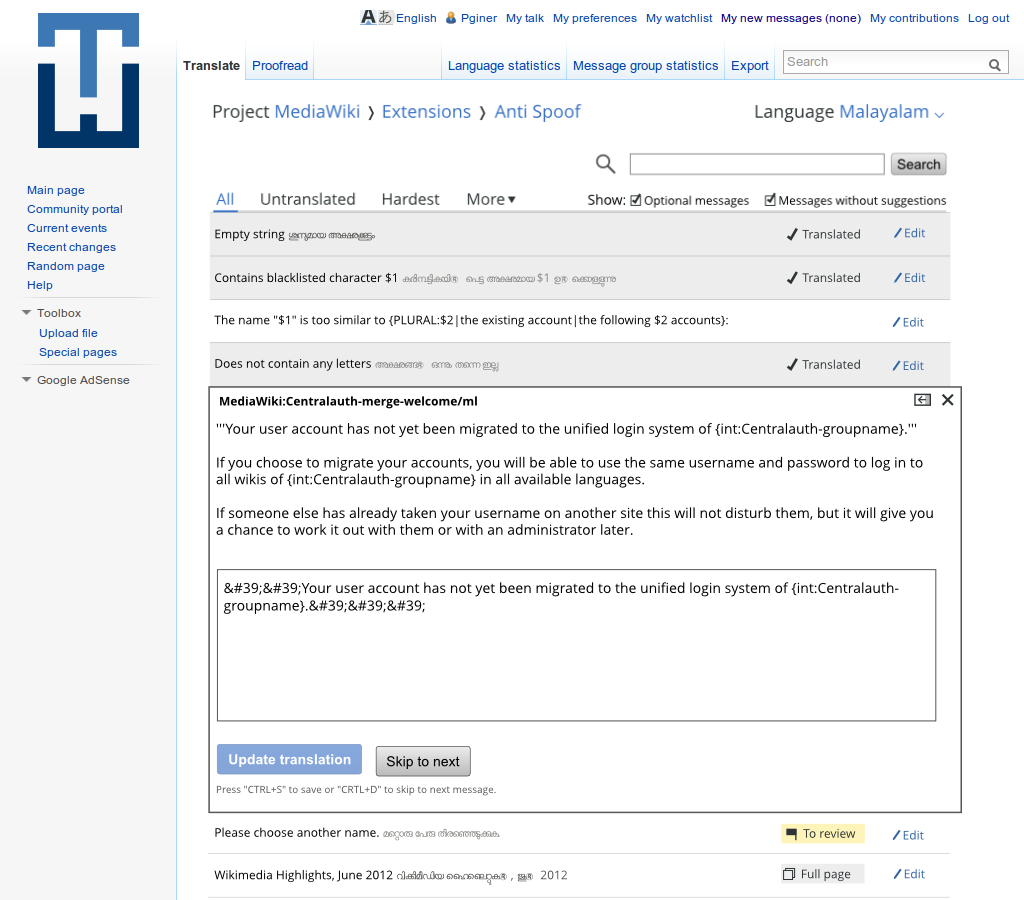 English Pginer My talk My preferences My watchlist My new messages (none) My contributions Log out
Translate Proofread Language statistics Message group statistics Export Search
Project MediaWiki ❭ Extensions ❭ Anti Spoof Language Malayalam
Search
Main page
Community portal
Current events
Recent changes
Random page
Help
Toolbox
Upload file
Special pages
Google AdSense
All Untranslated Hardest More▾ Show: Optional messages Messages without suggestions
Empty string ശൂന്യമായ Translated Edit
Contains blacklisted character $1 പെട്ട അക്ഷരമായ $1 Translated Edit
The name "$1" is too similar to {PLURAL:$2|the existing account|the following $2 accounts}: Edit
Does not contain any letters ഒന്നും തന്നെ ഇല്ല Translated Edit
MediaWiki:Centralauth-merge-welcome/ml
'''Your user account has not yet been migrated to the unified login system of {int:Centralauth-groupname}.'''
If you choose to migrate your accounts, you will be able to use the same username and password to log in to
all wikis of {int:Centralauth-groupname} in all available languages.
If someone else has already taken your username on another site this will not disturb them, but it will give you
a chance to work it out with them or with an administrator later.
&#39;&#39;Your user account has not yet been migrated to the unified login system of {int:Centralauth-
groupname}.&#39;&#39;&#39;
Update translation Skip to next
Press "CTRL+S" to save or "CRTL+D" to skip to next message.
Please choose another name. മറ്റൊരു പേരു തിരഞ്ഞെടുക്കുക To review Edit
Wikimedia Highlights, June 2012 വിക്കിമീഡിയ 2012 Full page Edit